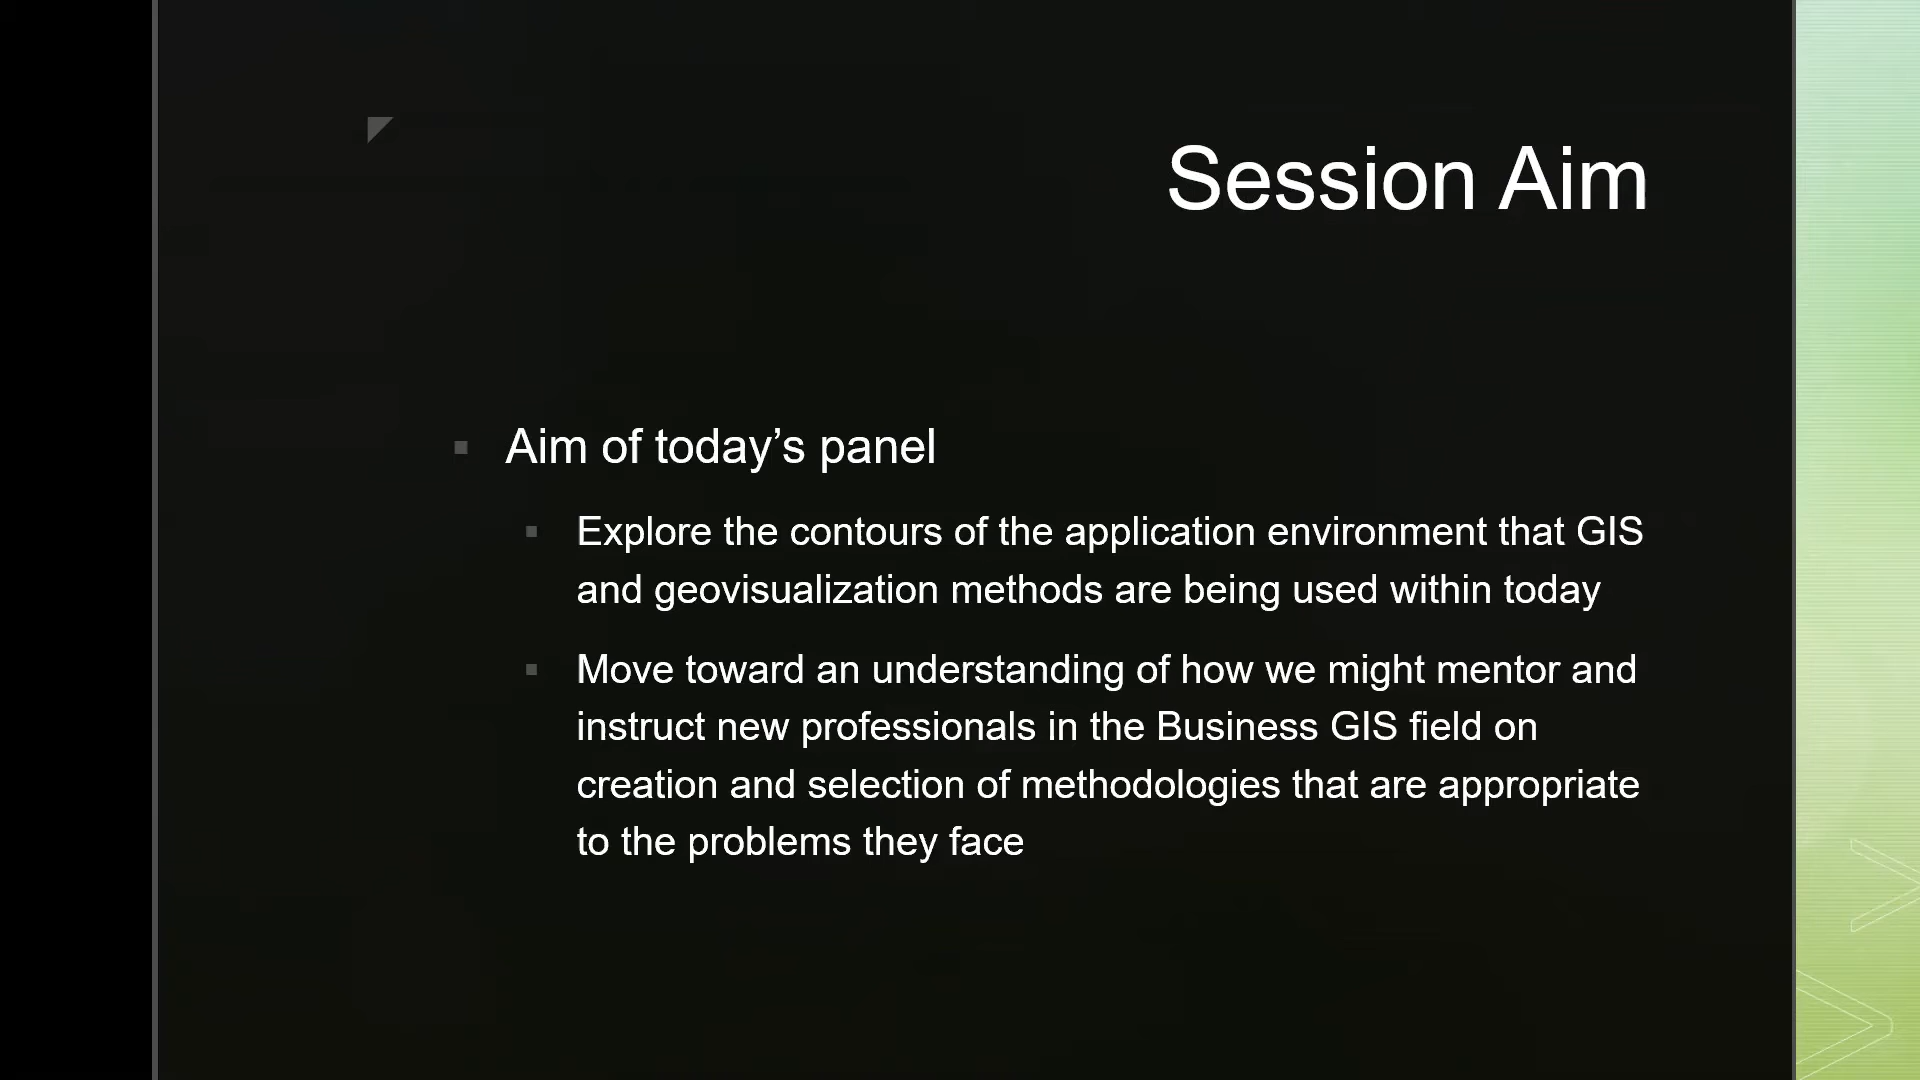 Session Aim
Aim of today’s panel
Explore the contours of the application environment that GIS
and geovisualization methods are being used within today
Move toward an understanding of how we might mentor and
instruct new professionals in the Business GIS field on
creation and selection of methodologies that are appropriate
to the problems they face